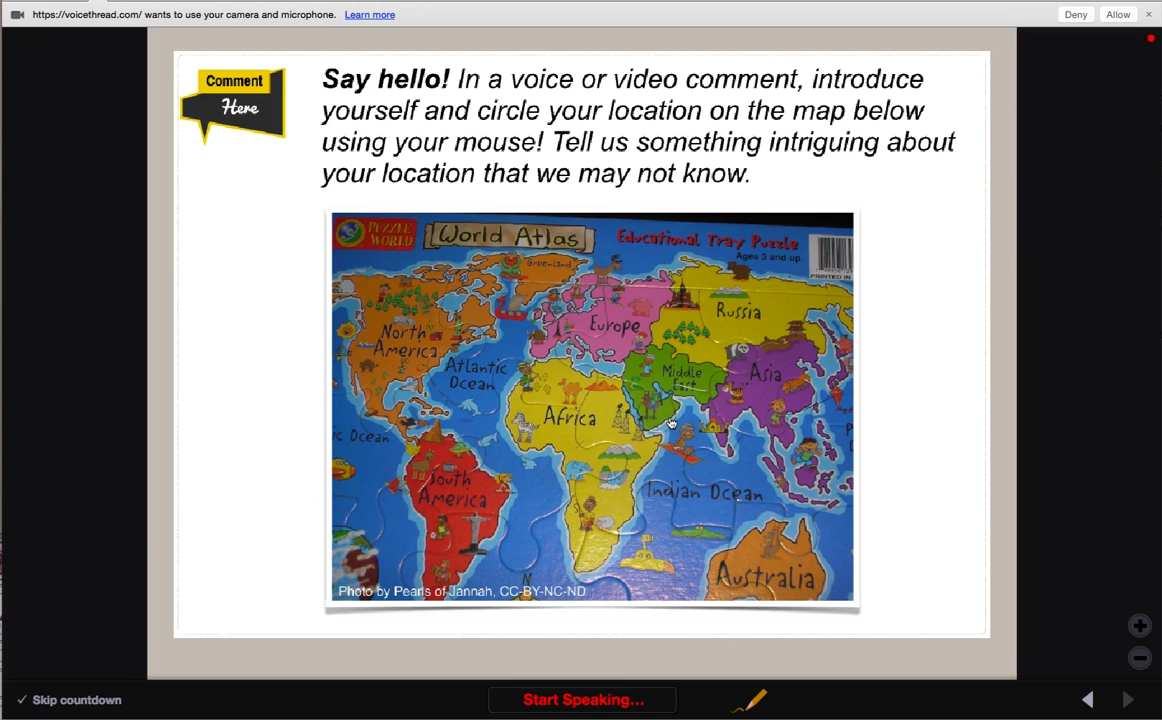 https://voicethread.com/ wants to use your camera and microphone. Learn more
Deny Allow ×
Comment
Here
Say hello! In a voice or video comment, introduce
yourself and circle your location on the map below
using your mouse! Tell us something intriguing about
your location that we may not know.
PUZZLE
WORLD
World Atlas
Educational Tray Puzzle
Ages 3 and up.
PRINTED IN
Greenland
North
America
Europe
Russia
Atlantic
Ocean
Middle
East
Asia
Africa
ic Ocean
South
America
Indian Ocean
Australia
N
Photo by Pearls of Jannah, CC-BY-NC-ND
✓ Skip countdown
Start Speaking...